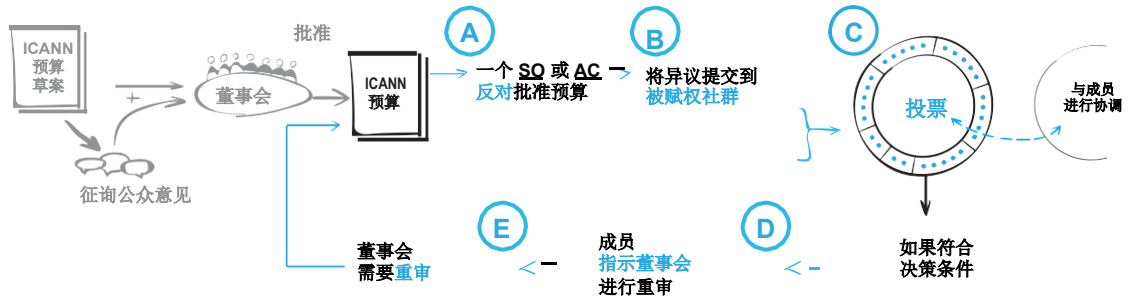 ICANN
预算
草案
+
征询公众意见
批准
董事会
ICANN
预算
A
一个 SO 或 AC
反对批准预算
B
将异议提交到
被赋权社群
C
投票
与成员
进行协调
如果符合
决策条件
D
成员
指示董事会
进行重审
E
董事会
需要重审